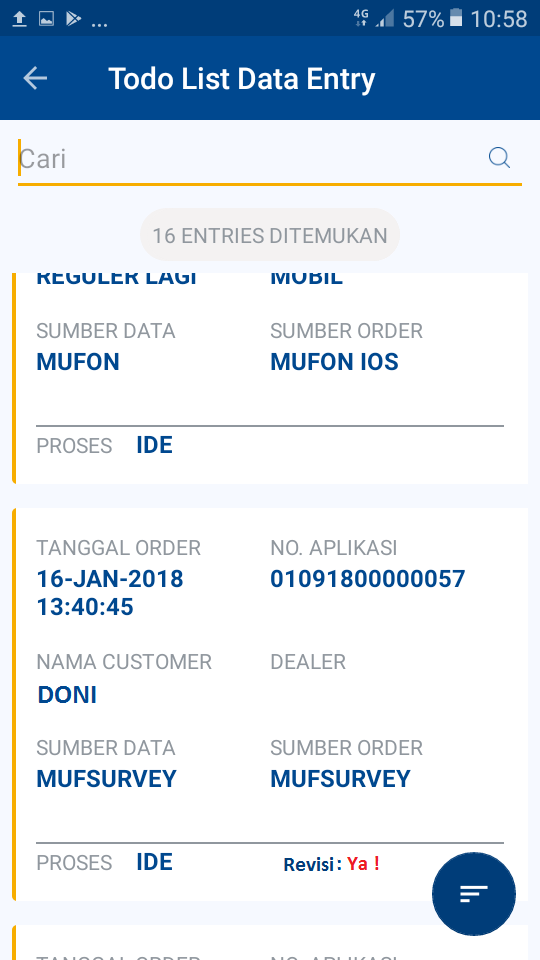 4G 57% 10:58
Todo List Data Entry
Cari
16 ENTRIES DITEMUKAN
REGULER LAGI MOBIL
SUMBER DATA SUMBER ORDER
MUFON MUFON IOS
PROSES IDE
TANGGAL ORDER NO. APLIKASI
16-JAN-2018 01091800000057
13:40:45
NAMA CUSTOMER DEALER
DONI
SUMBER DATA SUMBER ORDER
MUFSURVEY MUFSURVEY
PROSES IDE Revisi: Ya !
TANGGAL ORDER NO. APLIKASI